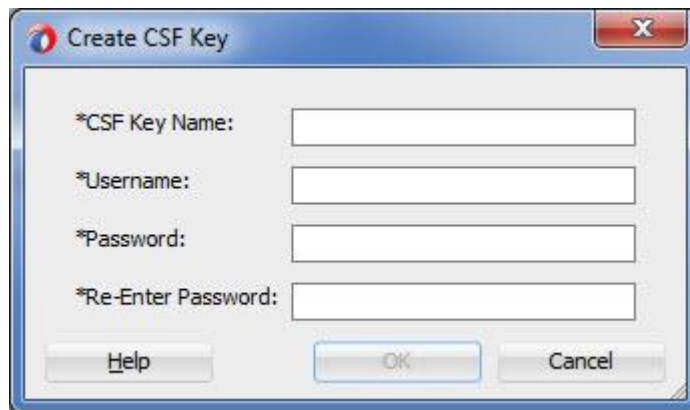 Create CSF Key
*CSF Key Name:
*Username:
*Password:
*Re-Enter Password:
Help OK Cancel